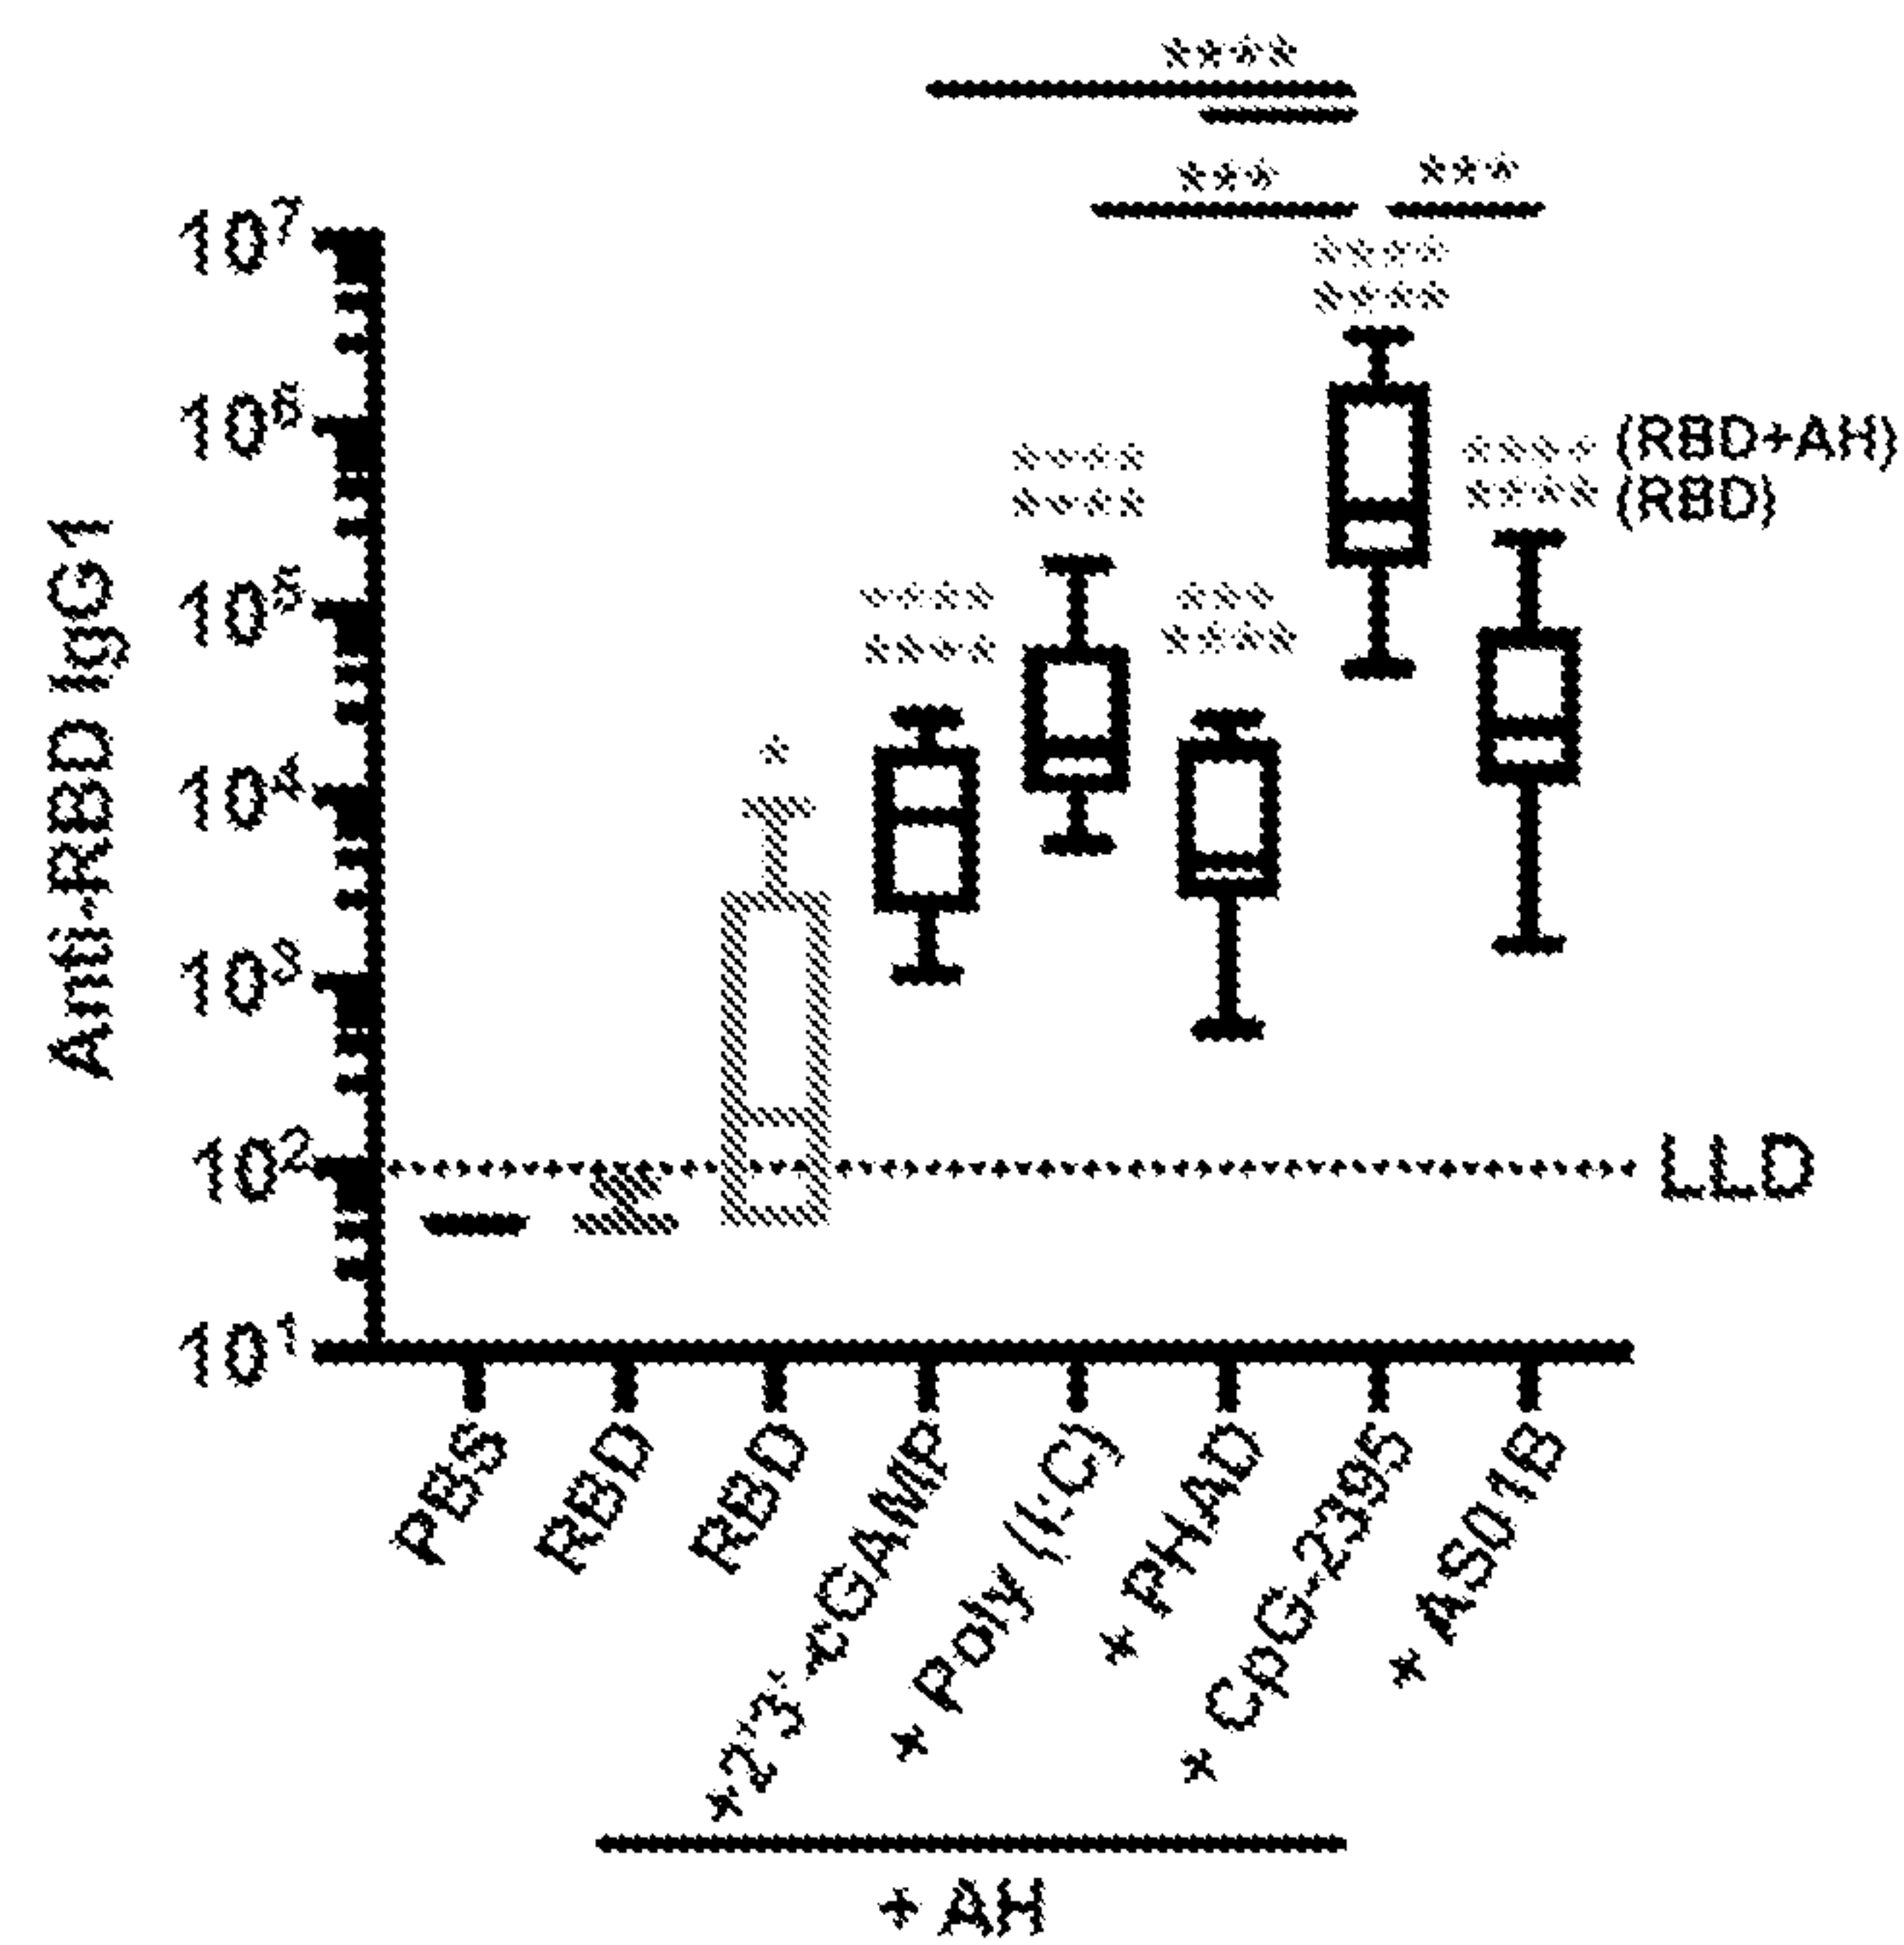 ****
*** ***
****
****
10⁷
10⁶
10⁵
10⁴
10³
10²
10¹
Anti-RBD IgG1
**** **** (RBD+AH)
**** **** (RBD)
**** ***
**** ****
*
LLD
PBS
RBD
RBD
+ 2'3'-cGAMP
+ Poly (I:C)
+ PHAD
+ CpG-2395
+ AS01B
+ AH